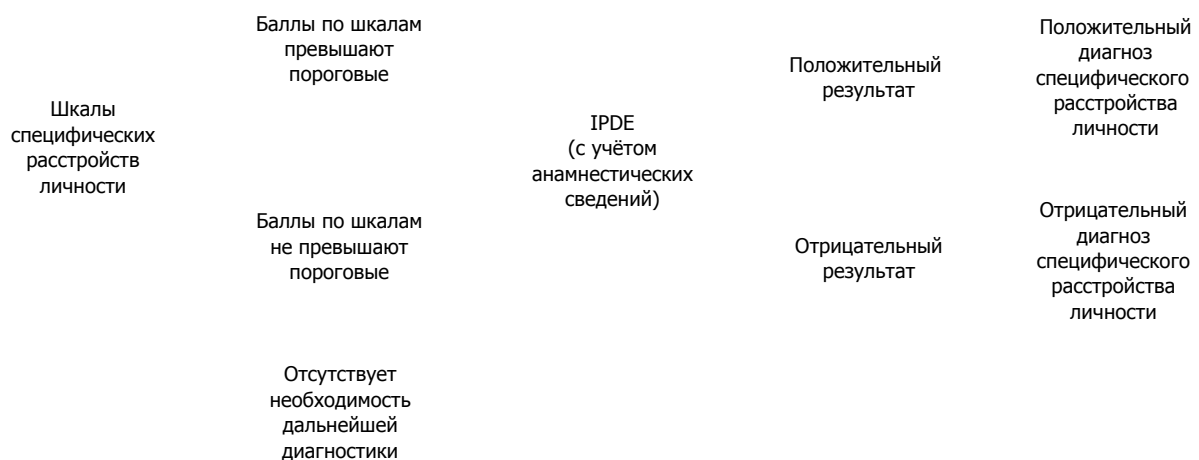 Шкалы
специфических
расстройств
личности
Баллы по шкалам
превышают
пороговые
Баллы по шкалам
не превышают
пороговые
Отсутствует
необходимость
дальнейшей
диагностики
IPDE
(с учётом
анамнестических
сведений)
Положительный
результат
Отрицательный
результат
Положительный
диагноз
специфического
расстройства
личности
Отрицательный
диагноз
специфического
расстройства
личности